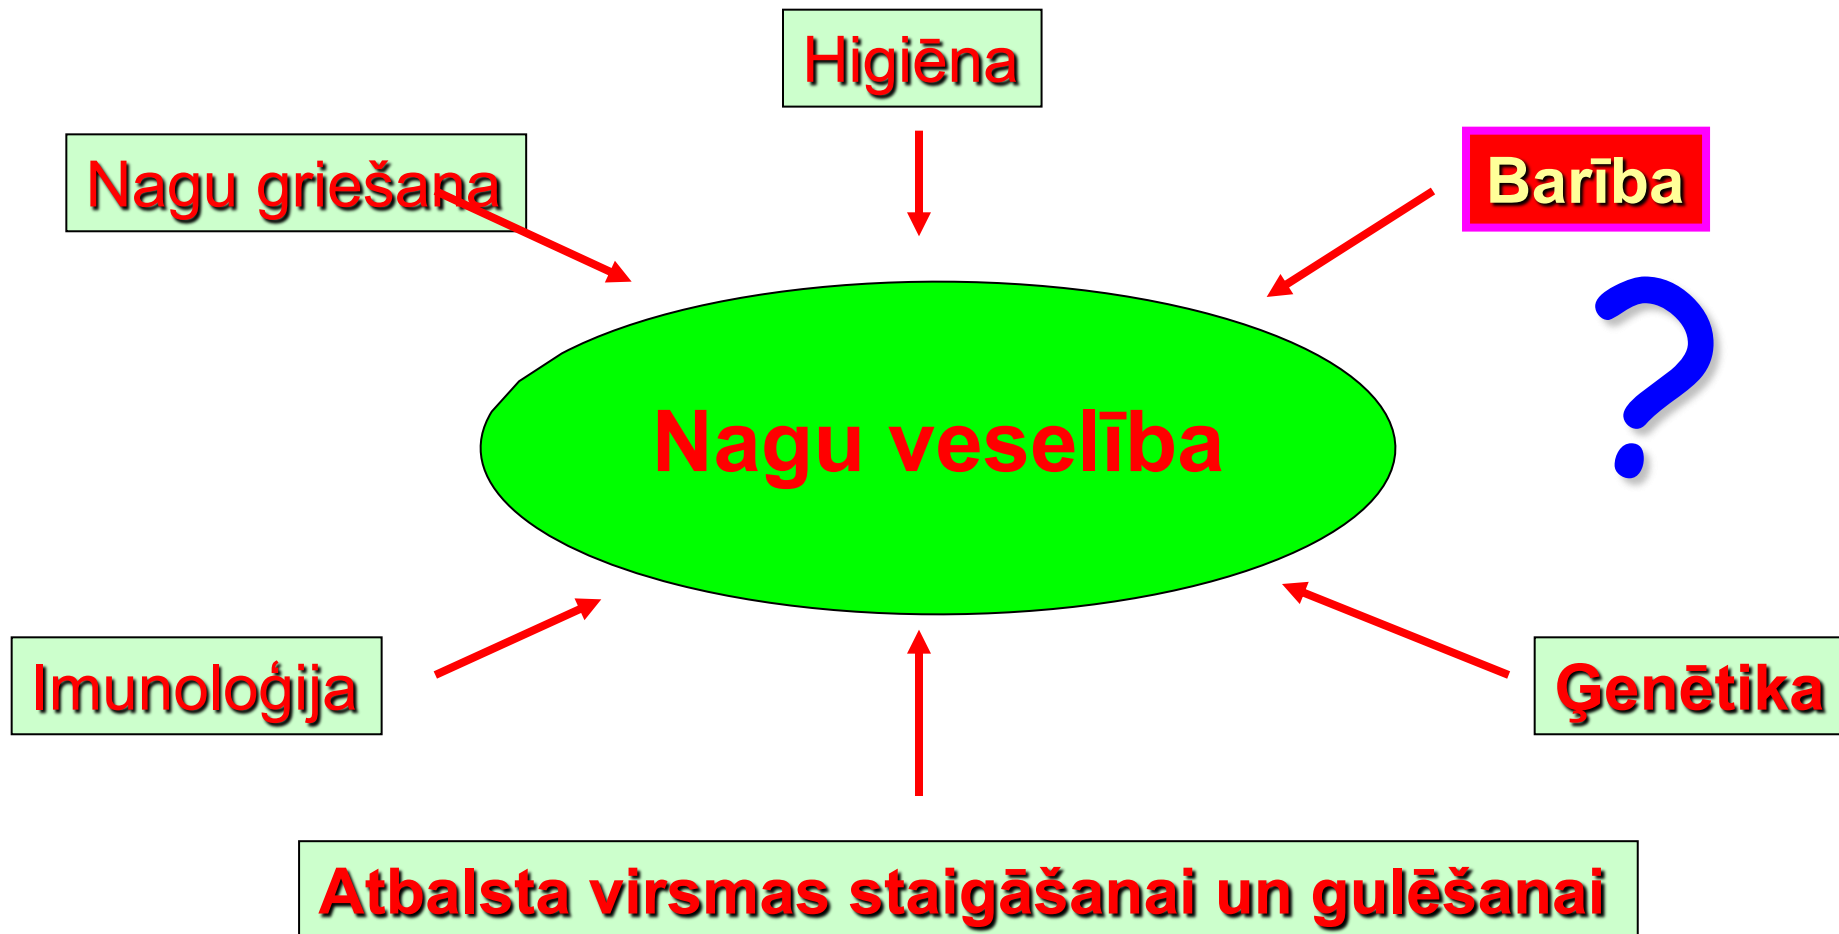 Higiēna
Nagu griešana
Barība
?
Nagu veselība
Imunoloģija
Ģenētika
Atbalsta virsmas staigāšanai un gulēšanai